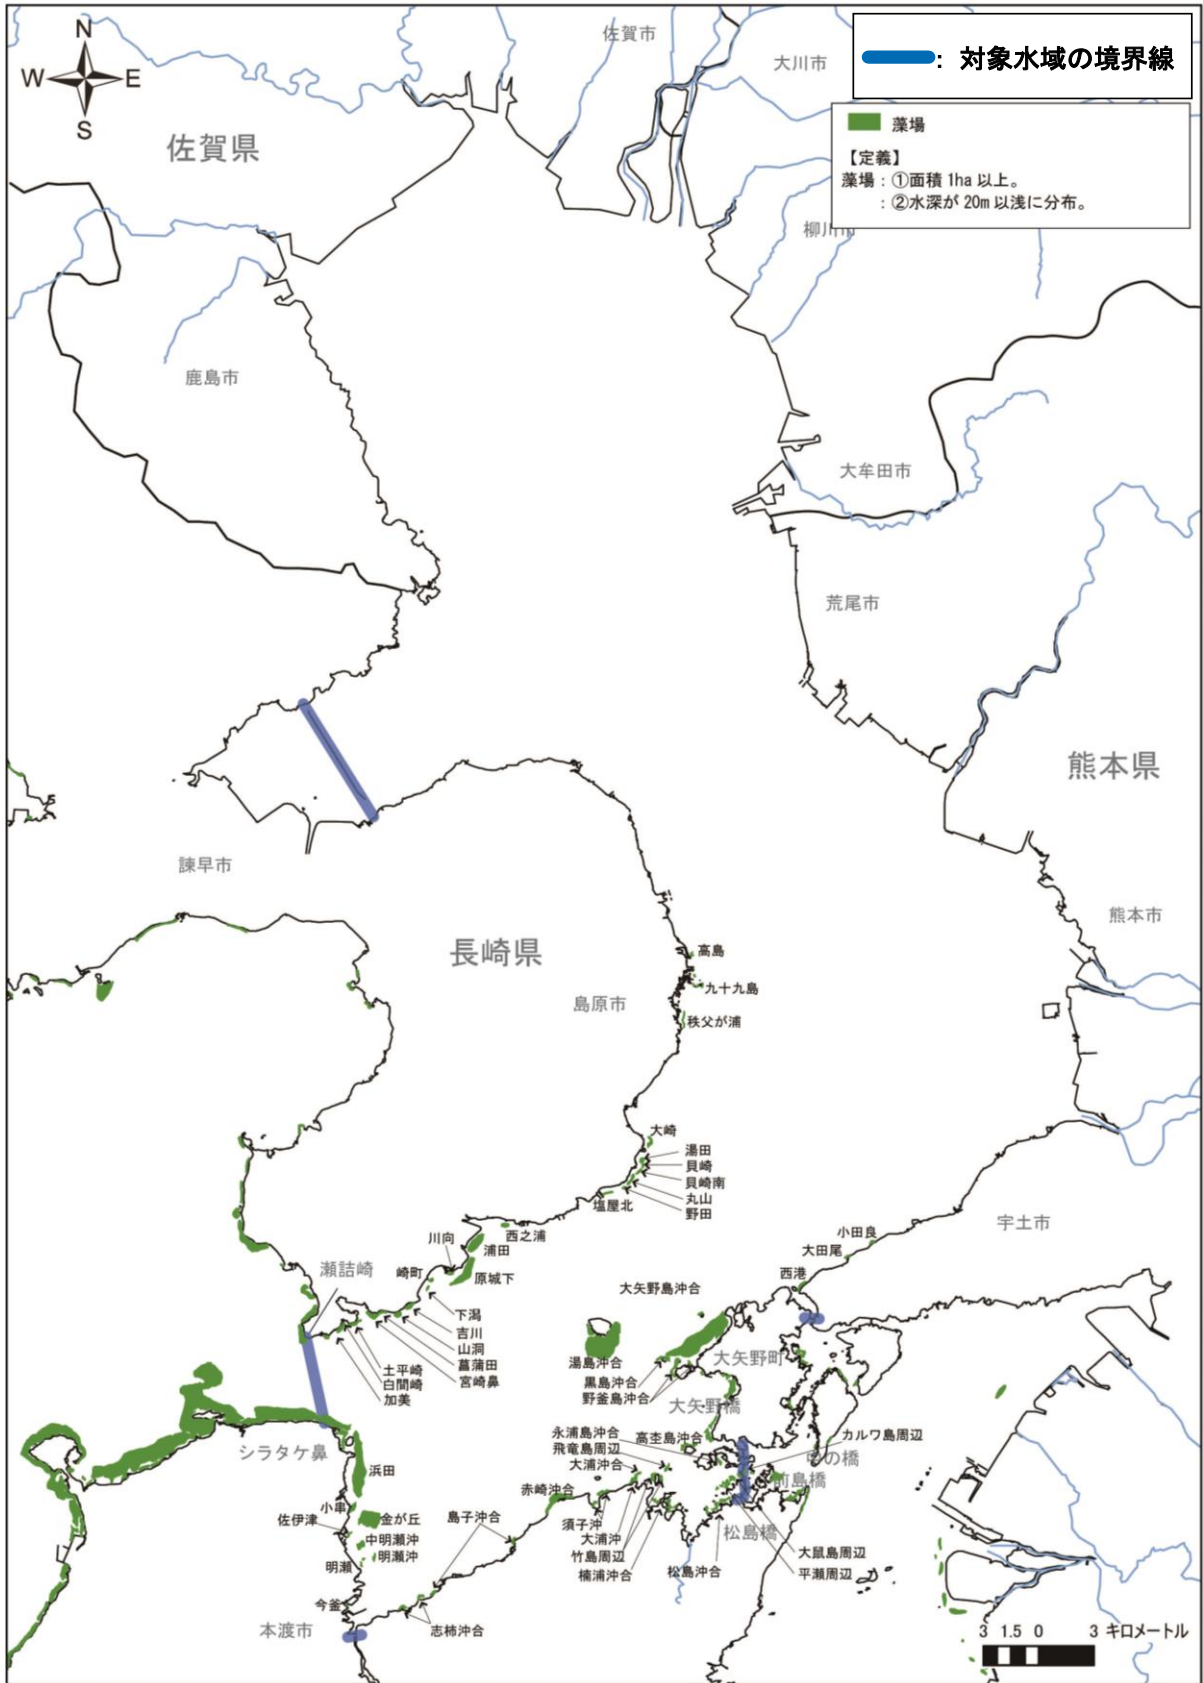 N
W
E
S
: 対象水域の境界線
藻場
【定義】
藻場：①面積 1ha 以上。
：②水深が 20m 以浅に分布。
佐賀市
大川市
佐賀県
柳川市
鹿島市
大牟田市
荒尾市
熊本県
諫早市
長崎県
熊本市
高島
九十九島
島原市
秩父が浦
大崎
湯田
貝崎
貝崎南
丸山
野田
塩屋北
宇土市
小田良
大田尾
西港
川向
西之浦
浦田
原城下
崎町
瀬詰崎
下潟
吉川
山洞
菖蒲田
宮崎鼻
土平崎
白間崎
加美
大矢野島沖合
湯島沖合
大矢野町
黒島沖合
野釜島沖合
大矢野橋
永浦島沖合
高杢島沖合
飛竜島周辺
大浦沖合
カルワ島周辺
中の橋
前島橋
シラタケ鼻
浜田
小串
佐伊津
金が丘
中明瀬沖
明瀬沖
明瀬
今釜
本渡市
赤崎沖合
島子沖合
須子沖
大浦沖
竹島周辺
楠浦沖合
松島沖合
松島橋
大鼠島周辺
平瀬周辺
志柿沖合
3 1.5 0 3 キロメートル